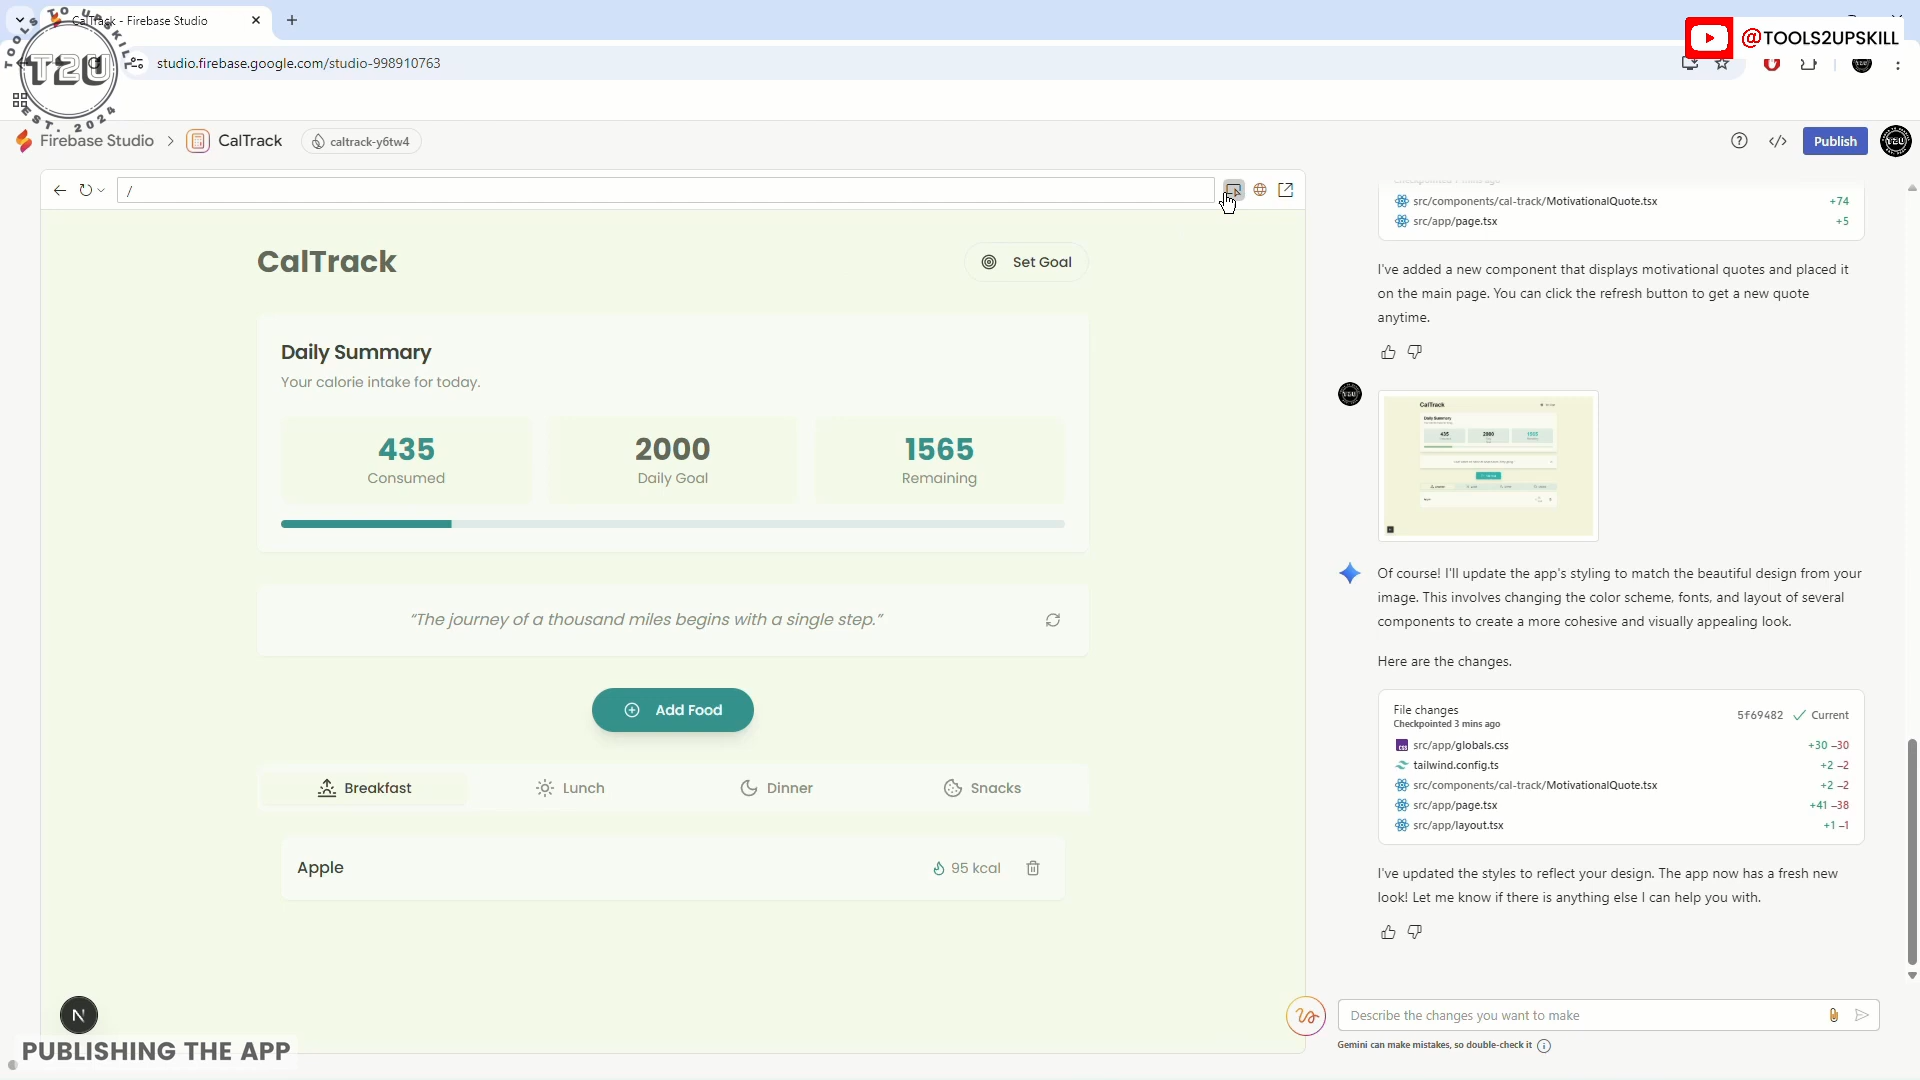 CalTrack - Firebase Studio
@TOOLS2UPSKILL
TOOLS TO UPSKILL
T2U
EST. 2024
studio.firebase.google.com/studio-998910763
Firebase Studio
CalTrack
caltrack-y6tw4
Publish
/
CalTrack
Set Goal
Daily Summary
Your calorie intake for today.
435
Consumed
2000
Daily Goal
1565
Remaining
“The journey of a thousand miles begins with a single step.”
Add Food
Breakfast
Lunch
Dinner
Snacks
Apple
95 kcal
N
PUBLISHING THE APP
src/components/cal-track/MotivationalQuote.tsx +74
src/app/page.tsx +5
I've added a new component that displays motivational quotes and placed it
on the main page. You can click the refresh button to get a new quote
anytime.
CalTrack
Daily Summary
435
2000
1565
Of course! I'll update the app's styling to match the beautiful design from your
image. This involves changing the color scheme, fonts, and layout of several
components to create a more cohesive and visually appealing look.
Here are the changes.
File changes
Checkpointed 3 mins ago
5f69482 Current
src/app/globals.css +30 –30
tailwind.config.ts +2 –2
src/components/cal-track/MotivationalQuote.tsx +2 –2
src/app/page.tsx +41 –38
src/app/layout.tsx +1 –1
I've updated the styles to reflect your design. The app now has a fresh new
look! Let me know if there is anything else I can help you with.
Describe the changes you want to make
Gemini can make mistakes, so double-check it